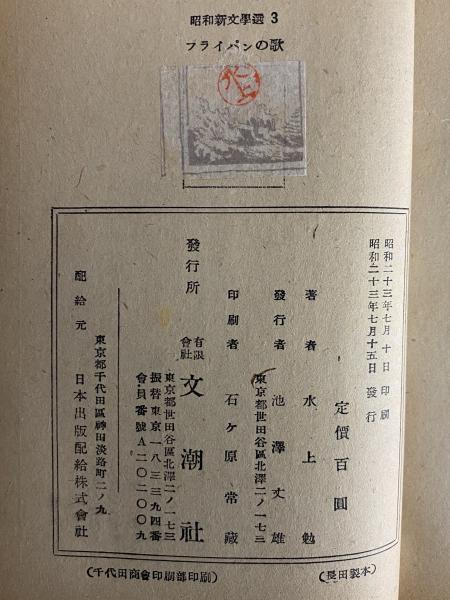 昭和新文學選 3
フライパンの歌
水上
昭和二十三年七月十日 印刷
昭和二十三年七月十五日 發行
定價百圓
著者 水上勉
發行者 池澤丈雄
東京都世田谷區北澤二ノ一七三
印刷者 石ヶ原常藏
發行所 有限會社 文潮社
東京都世田谷區北澤二ノ一七三
振替東京一八三三九四番
會・員番號A二〇二〇〇九
配給元 東京都千代田區神田淡路町二ノ九
日本出版配給株式會社
(長田製本)
(千代田商會印刷部印刷)